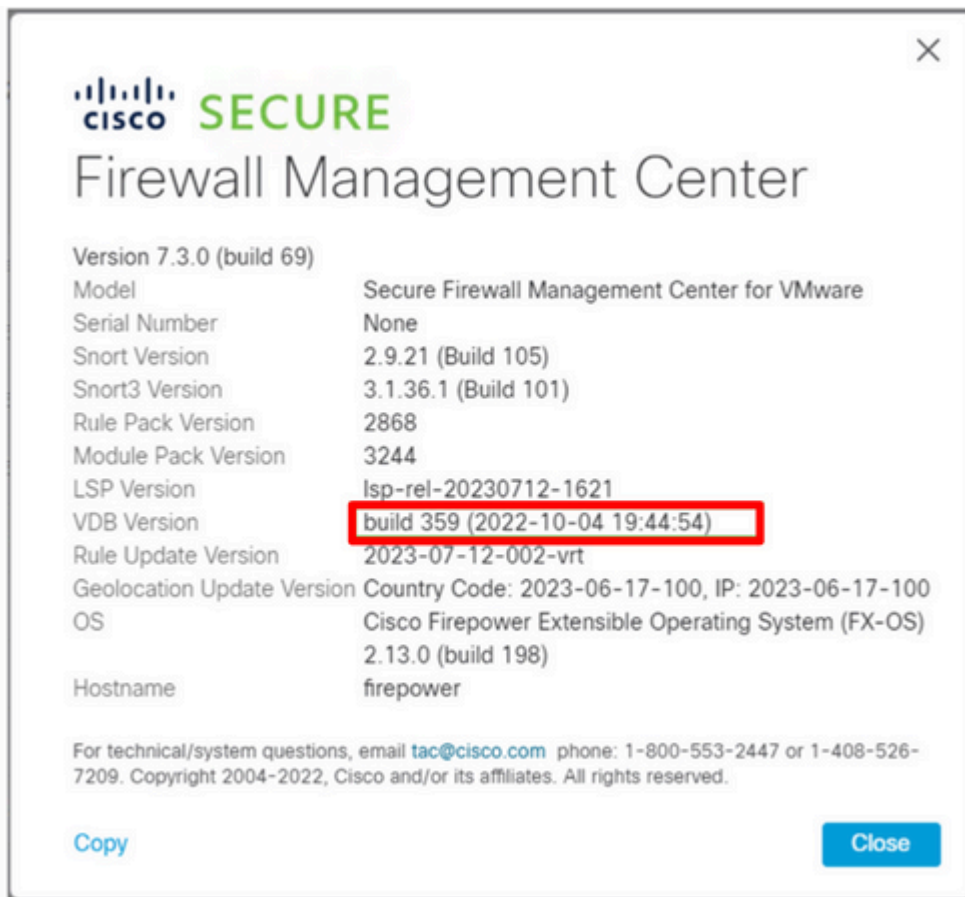 CISCO SECURE
Firewall Management Center
Version 7.3.0 (build 69)
Model Secure Firewall Management Center for VMware
Serial Number None
Snort Version 2.9.21 (Build 105)
Snort3 Version 3.1.36.1 (Build 101)
Rule Pack Version 2868
Module Pack Version 3244
LSP Version lsp-rel-20230712-1621
VDB Version build 359 (2022-10-04 19:44:54)
Rule Update Version 2023-07-12-002-vrt
Geolocation Update Version Country Code: 2023-06-17-100, IP: 2023-06-17-100
OS Cisco Firepower Extensible Operating System (FX-OS)
2.13.0 (build 198)
Hostname firepower
For technical/system questions, email tac@cisco.com phone: 1-800-553-2447 or 1-408-526-
7209. Copyright 2004-2022, Cisco and/or its affiliates. All rights reserved.
Copy Close